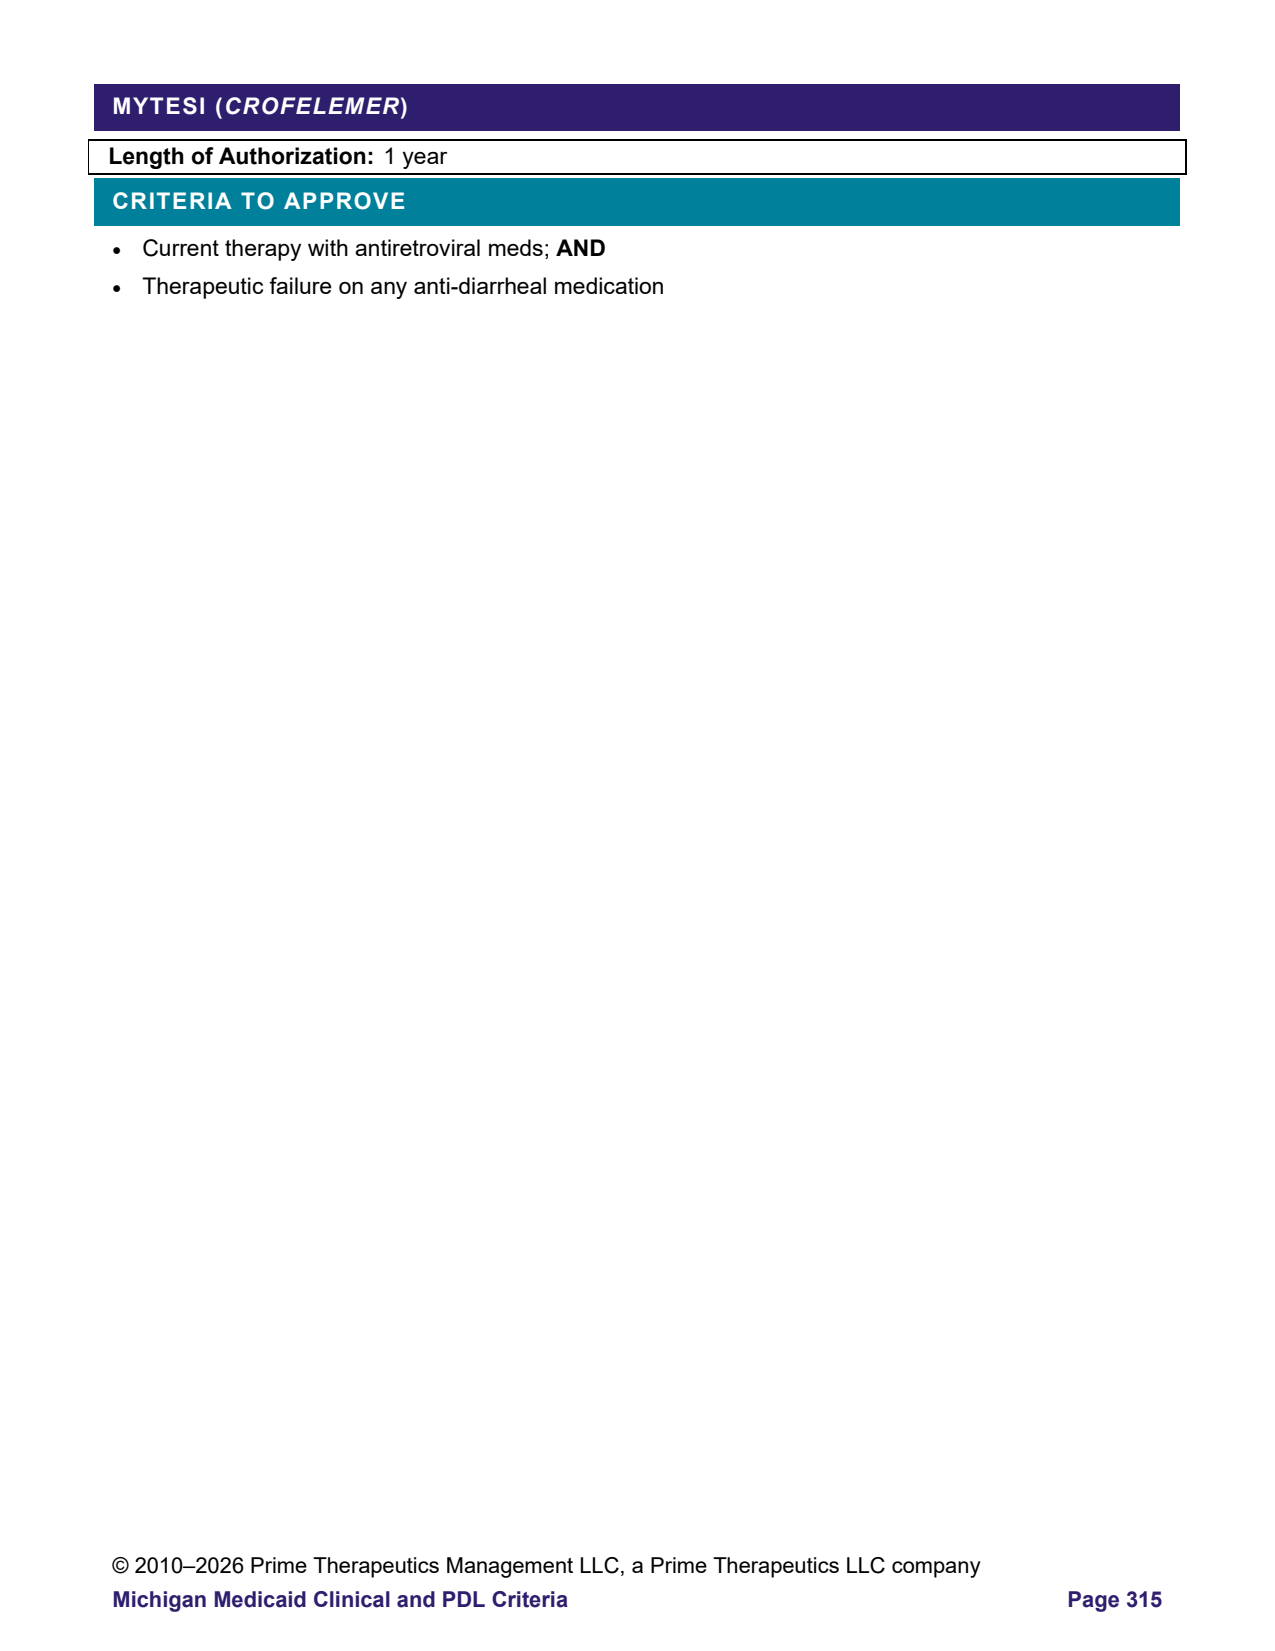 MYTESI (CROFELEMER)
Length of Authorization: 1 year
CRITERIA TO APPROVE
• Current therapy with antiretroviral meds; AND
• Therapeutic failure on any anti-diarrheal medication
© 2010–2026 Prime Therapeutics Management LLC, a Prime Therapeutics LLC company
Michigan Medicaid Clinical and PDL Criteria Page 315